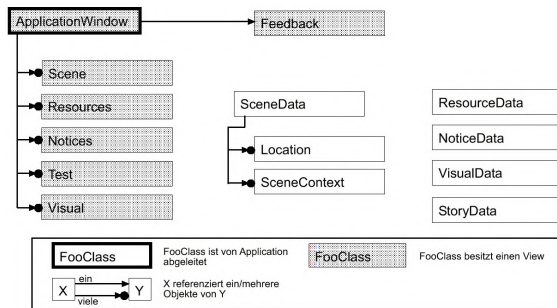 ApplicationWindow
Feedback
Scene
Resources
Notices
Test
Visual
SceneData
Location
SceneContext
ResourceData
NoticeData
VisualData
StoryData
FooClass
FooClass ist von Application
abgeleitet
FooClass
FooClass besitzt einen View
X
ein
viele
Y
X referenziert ein/mehrere
Objekte von Y